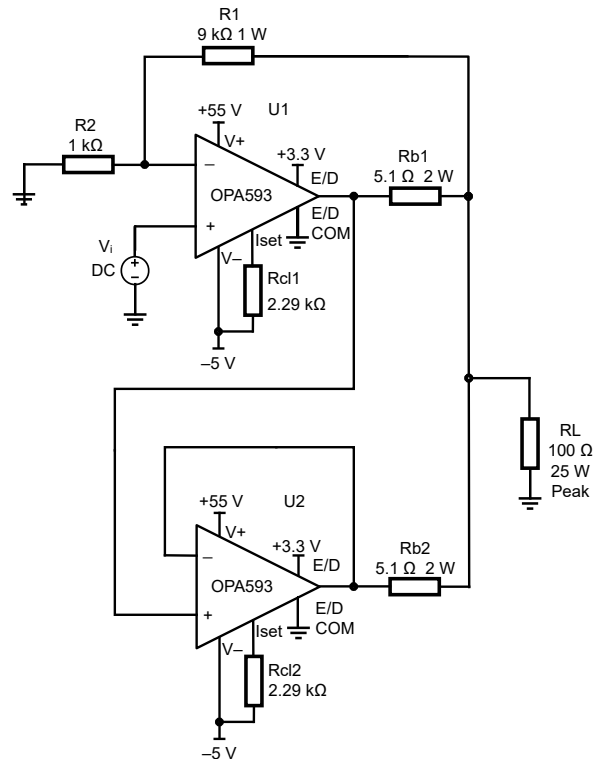 R1
9 kΩ 1 W
R2
1 kΩ
+55 V
U1
V+
+3.3 V
E/D
–
OPA593
+
E/D
COM
Iset
V–
Rb1
5.1 Ω 2 W
Vi
DC
+
–
Rcl1
2.29 kΩ
–5 V
RL
100 Ω
25 W
Peak
+55 V
U2
V+
+3.3 V
E/D
–
OPA593
+
E/D
COM
Iset
V–
Rb2
5.1 Ω 2 W
Rcl2
2.29 kΩ
–5 V